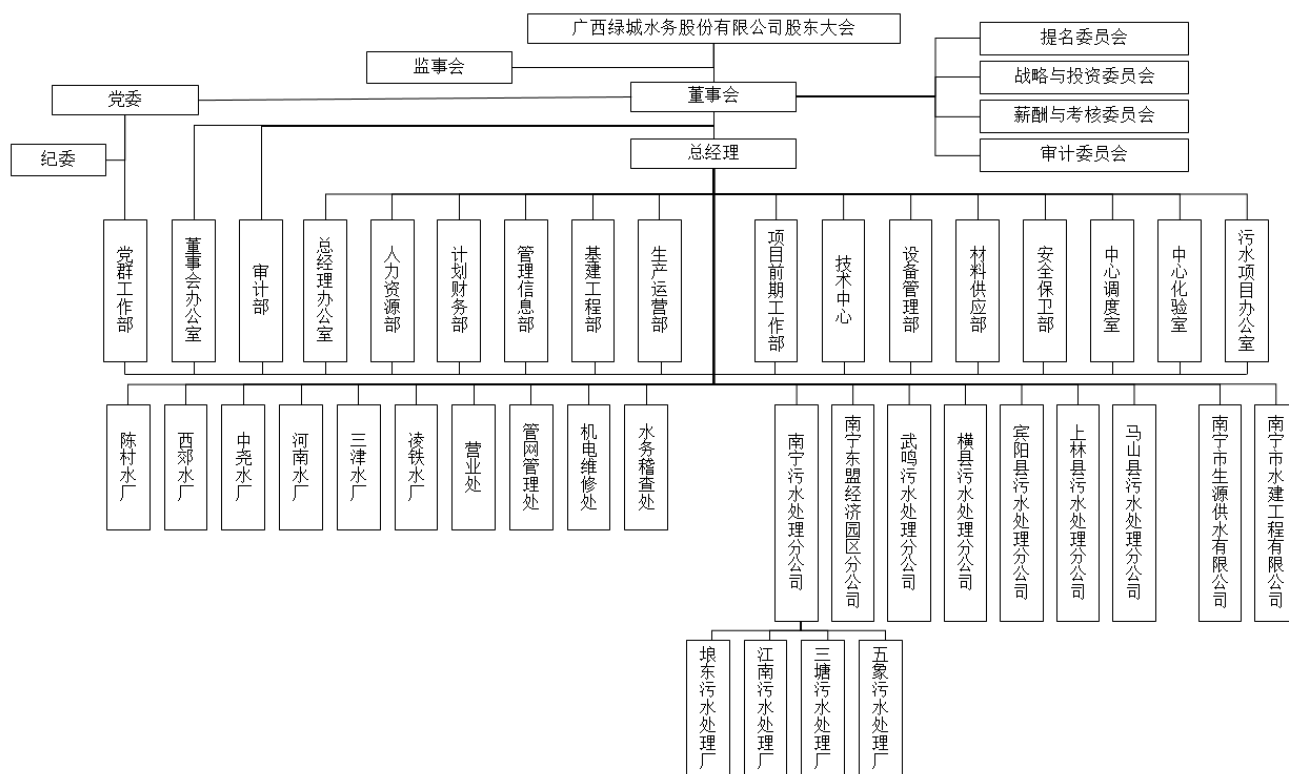 广西绿城水务股份有限公司股东大会
提名委员会
监事会
战略与投资委员会
党委
董事会
薪酬与考核委员会
纪委
总经理
审计委员会
党群工作部
董事会办公室
审计部
总经理办公室
人力资源部
计划财务部
管理信息部
基建工程部
生产运营部
项目前期工作部
技术中心
设备管理部
材料供应部
安全保卫部
中心调度室
中心化验室
污水项目办公室
陈村水厂
西郊水厂
中尧水厂
河南水厂
三津水厂
凌铁水厂
营业处
管网管理处
机电维修处
水务稽查处
南宁污水处理分公司
南宁东盟经济园区分公司
武鸣污水处理分公司
横县污水处理分公司
宾阳县污水处理分公司
上林县污水处理分公司
马山县污水处理分公司
南宁市生源供水有限公司
南宁市水建工程有限公司
埌东污水处理厂
江南污水处理厂
三塘污水处理厂
五象污水处理厂